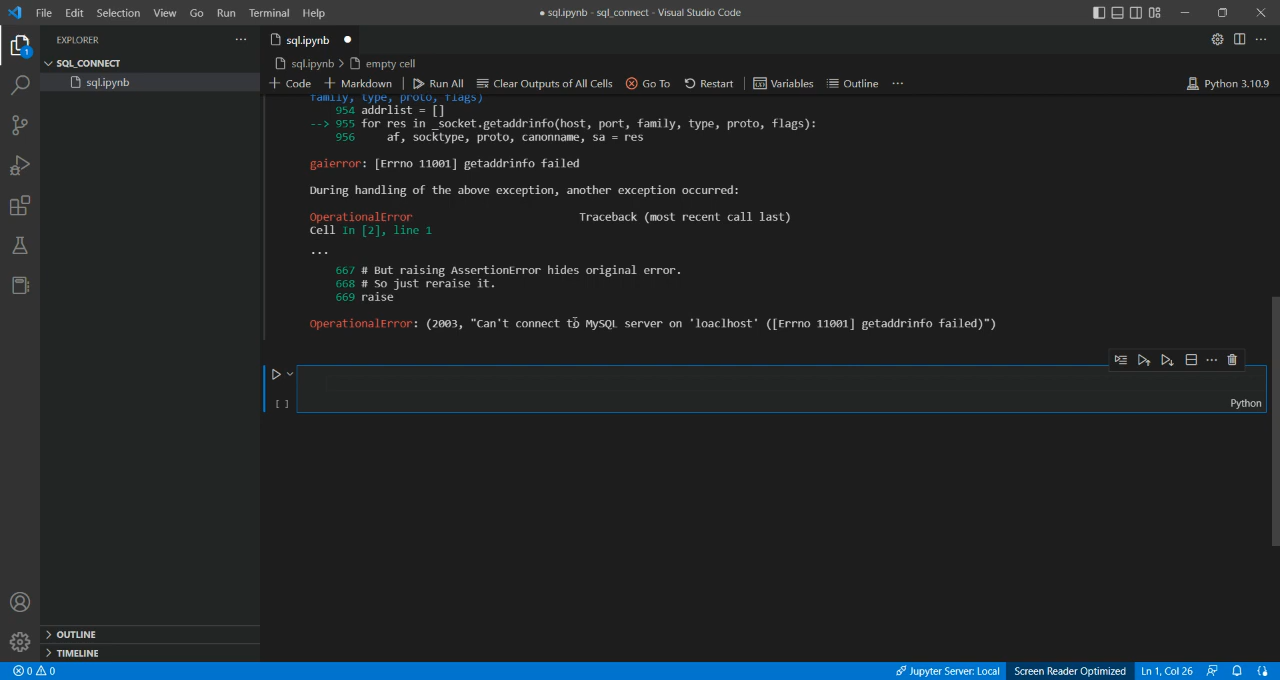 File Edit Selection View Go Run Terminal Help
● sql.ipynb - sql_connect - Visual Studio Code
EXPLORER
···
sql.ipynb ●
1
SQL_CONNECT
sql.ipynb > empty cell
sql.ipynb
+ Code + Markdown Run All Clear Outputs of All Cells Go To Restart Variables Outline ··· Python 3.10.9
family, type, proto, flags)
954 addrlist = []
--> 955 for res in _socket.getaddrinfo(host, port, family, type, proto, flags):
956 af, socktype, proto, canonname, sa = res
gaierror: [Errno 11001] getaddrinfo failed
During handling of the above exception, another exception occurred:
OperationalError Traceback (most recent call last)
Cell In [2], line 1
...
667 # But raising AssertionError hides original error.
668 # So just reraise it.
669 raise
OperationalError: (2003, "Can't connect to MySQL server on 'loaclhost' ([Errno 11001] getaddrinfo failed)")
[ ]
Python
OUTLINE
TIMELINE
0 0 Jupyter Server: Local Screen Reader Optimized Ln 1, Col 26